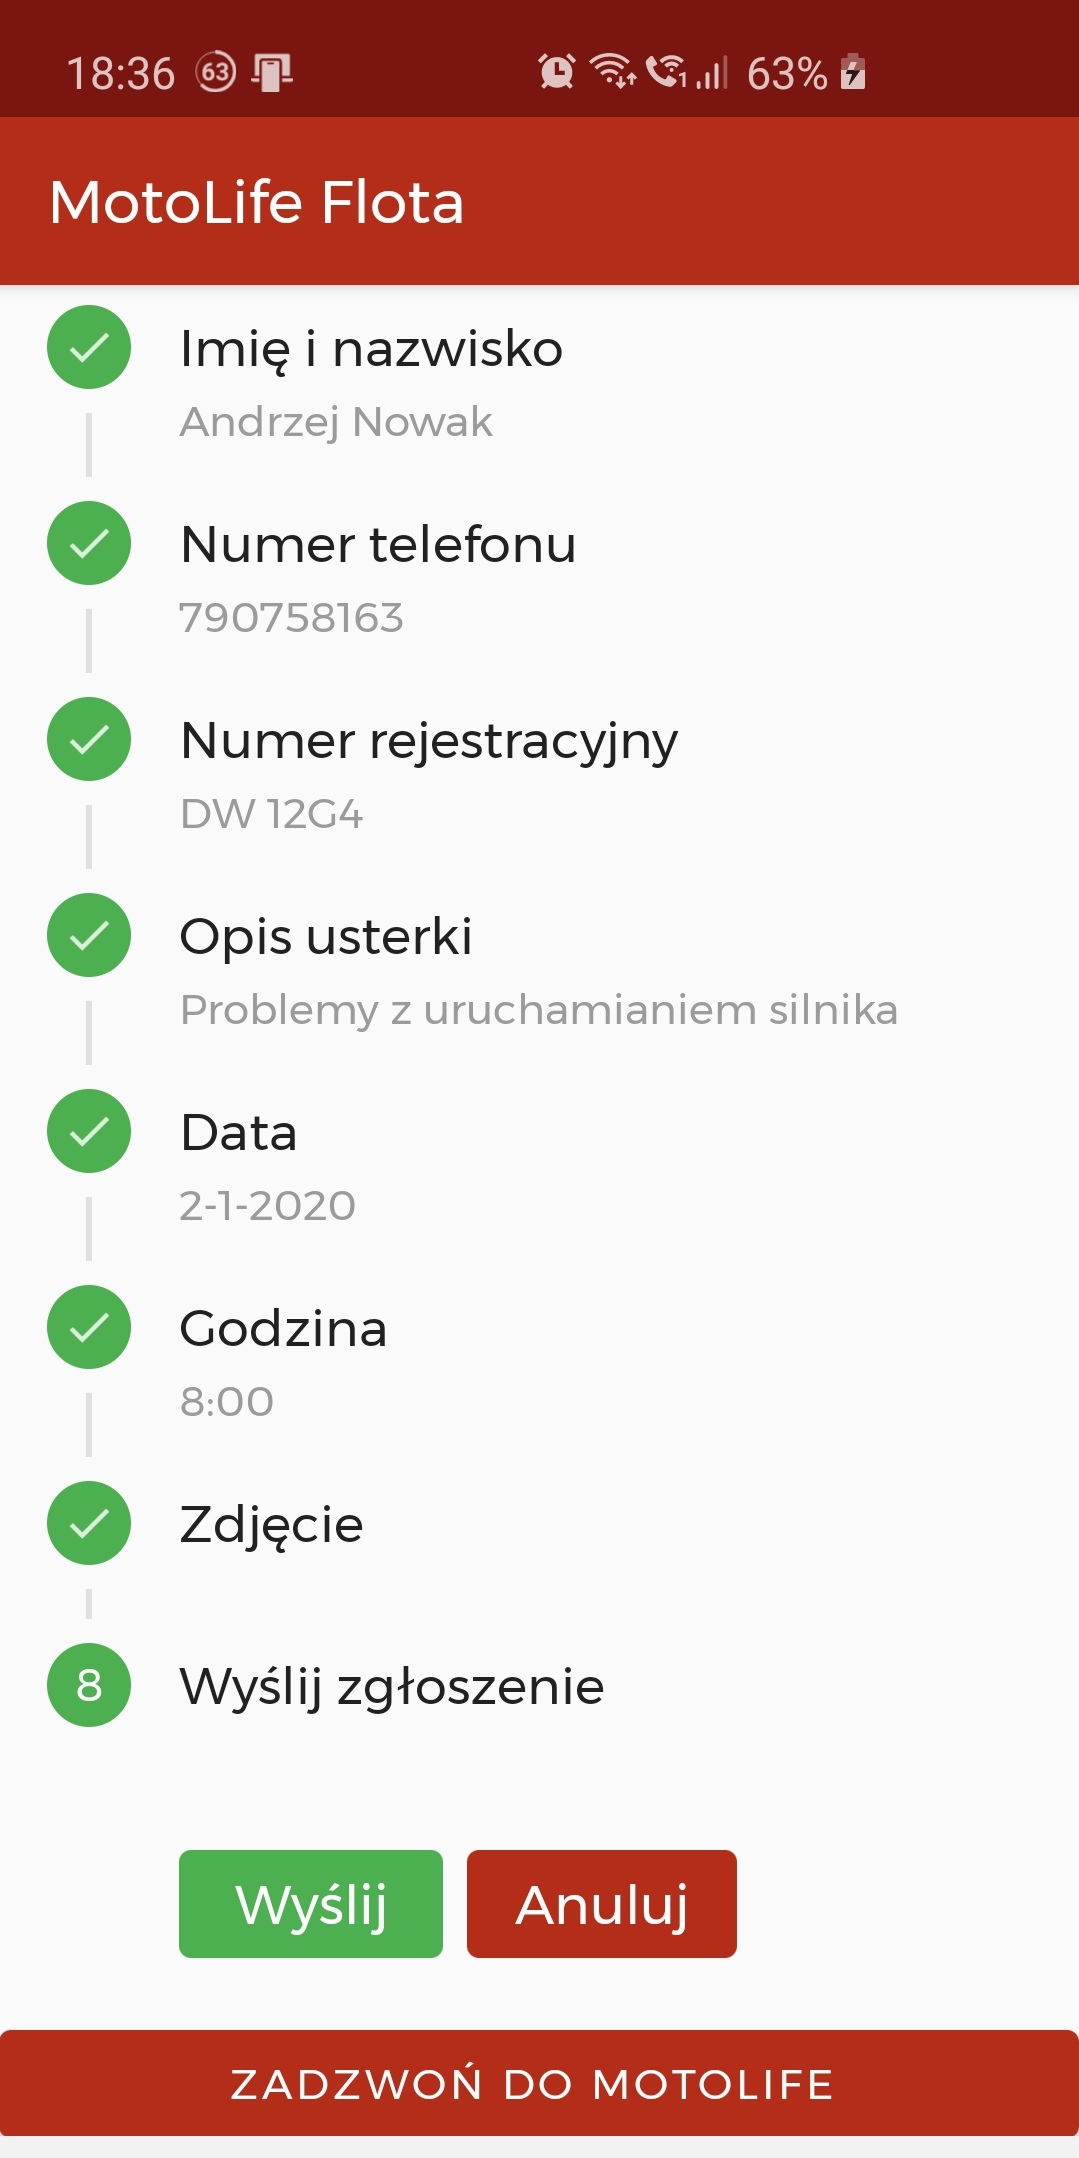 18:36 63 1 63%
MotoLife Flota
Imię i nazwisko
Andrzej Nowak
Numer telefonu
790758163
Numer rejestracyjny
DW 12G4
Opis usterki
Problemy z uruchamianiem silnika
Data
2-1-2020
Godzina
8:00
Zdjęcie
8 Wyślij zgłoszenie
Wyślij Anuluj
ZADZWOŃ DO MOTOLIFE